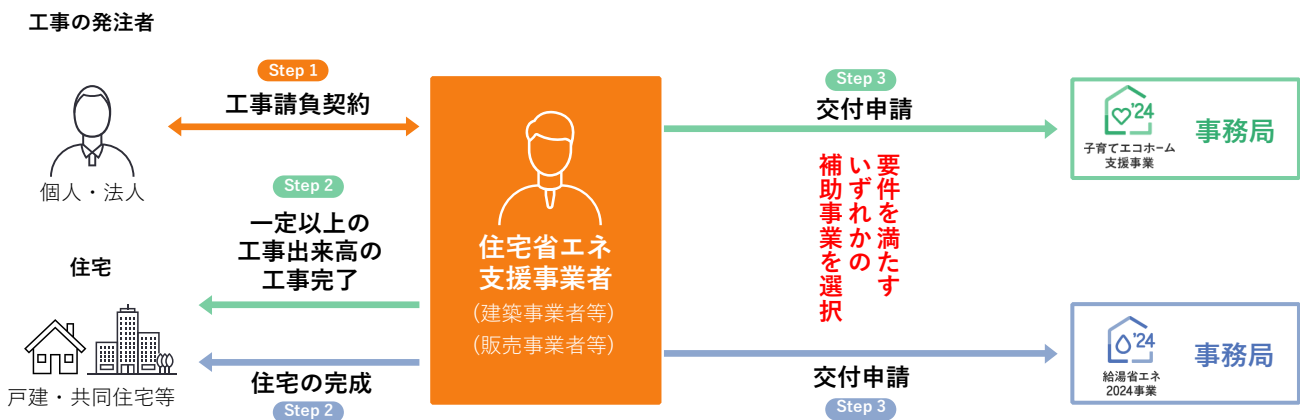 工事の発注者
個人・法人
住宅
戸建・共同住宅等
Step 1
工事請負契約
Step 2
一定以上の
工事出来高の
工事完了
住宅の完成
Step 2
住宅省エネ
支援事業者
(建築事業者等)
(販売事業者等)
Step 3
交付申請
要件を満たす
いずれかの
補助事業を選択
交付申請
Step 3
'24
子育てエコホーム
支援事業
事務局
'24
給湯省エネ
2024事業
事務局